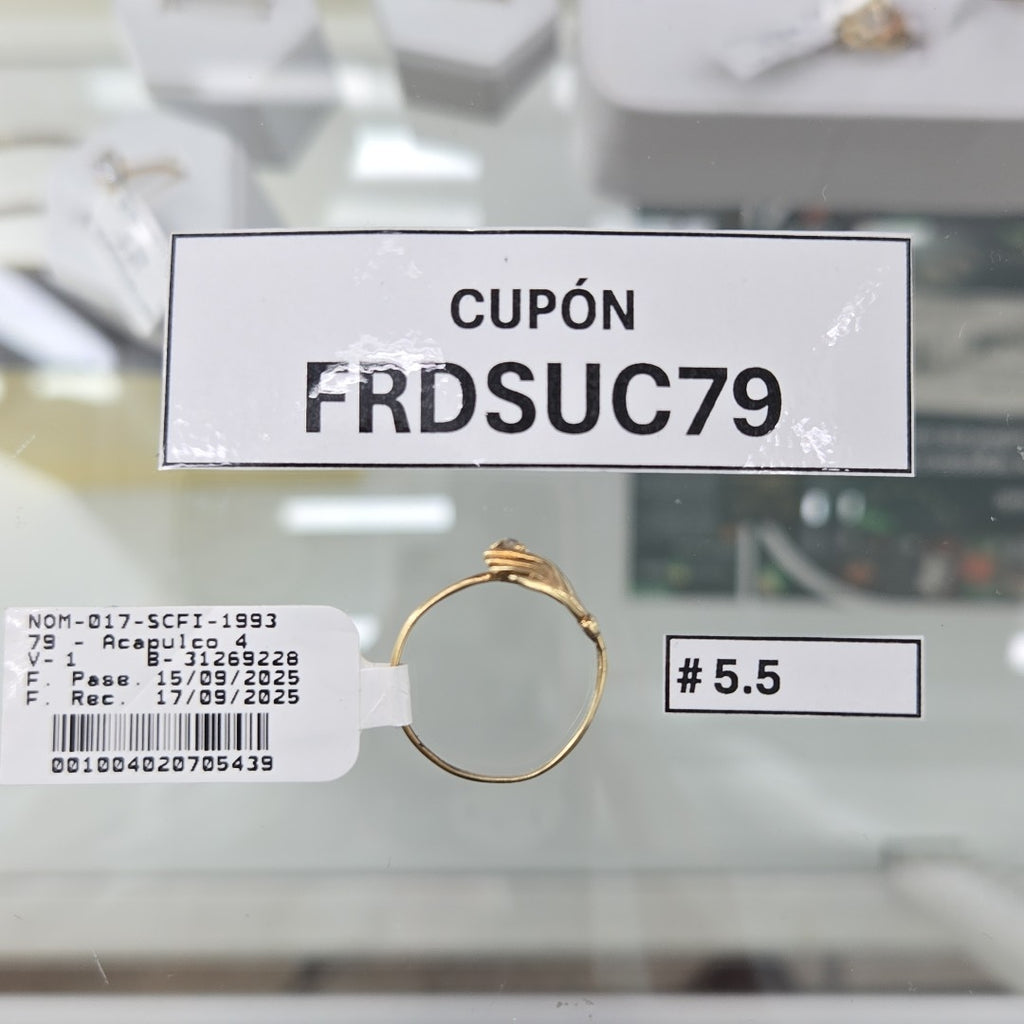 CUPÓN
FRDSUC79
NOM-017-SCFI-1993
79 - Acapulco 4
V- 1 B- 31269228
F. Pase. 15/09/2025
F. Rec. 17/09/2025
001004020705439
# 5.5